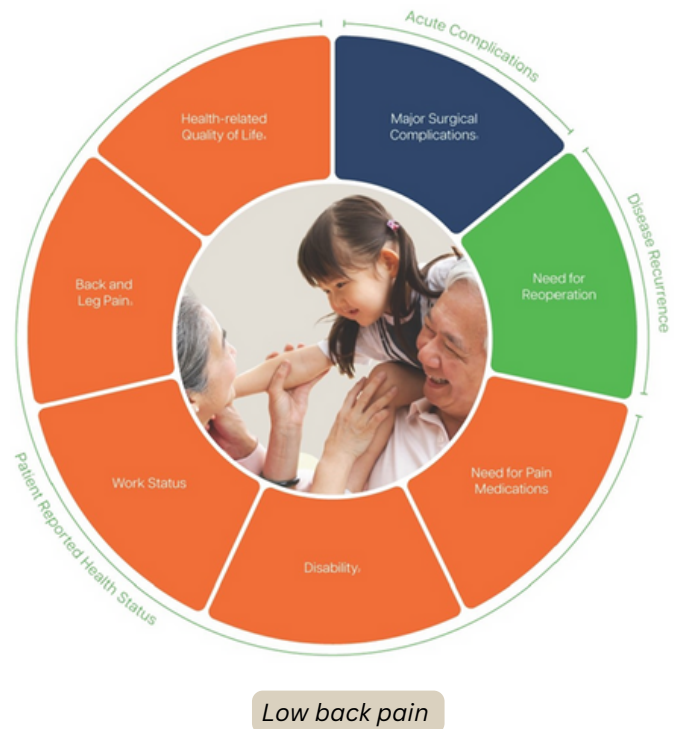 Acute Complications
Major Surgical
Complications
Disease Recurrence
Need for
Reoperation
Need for Pain
Medications
Disability
Work Status
Back and
Leg Pain
Health-related
Quality of Life
Patient Reported Health Status
Low back pain